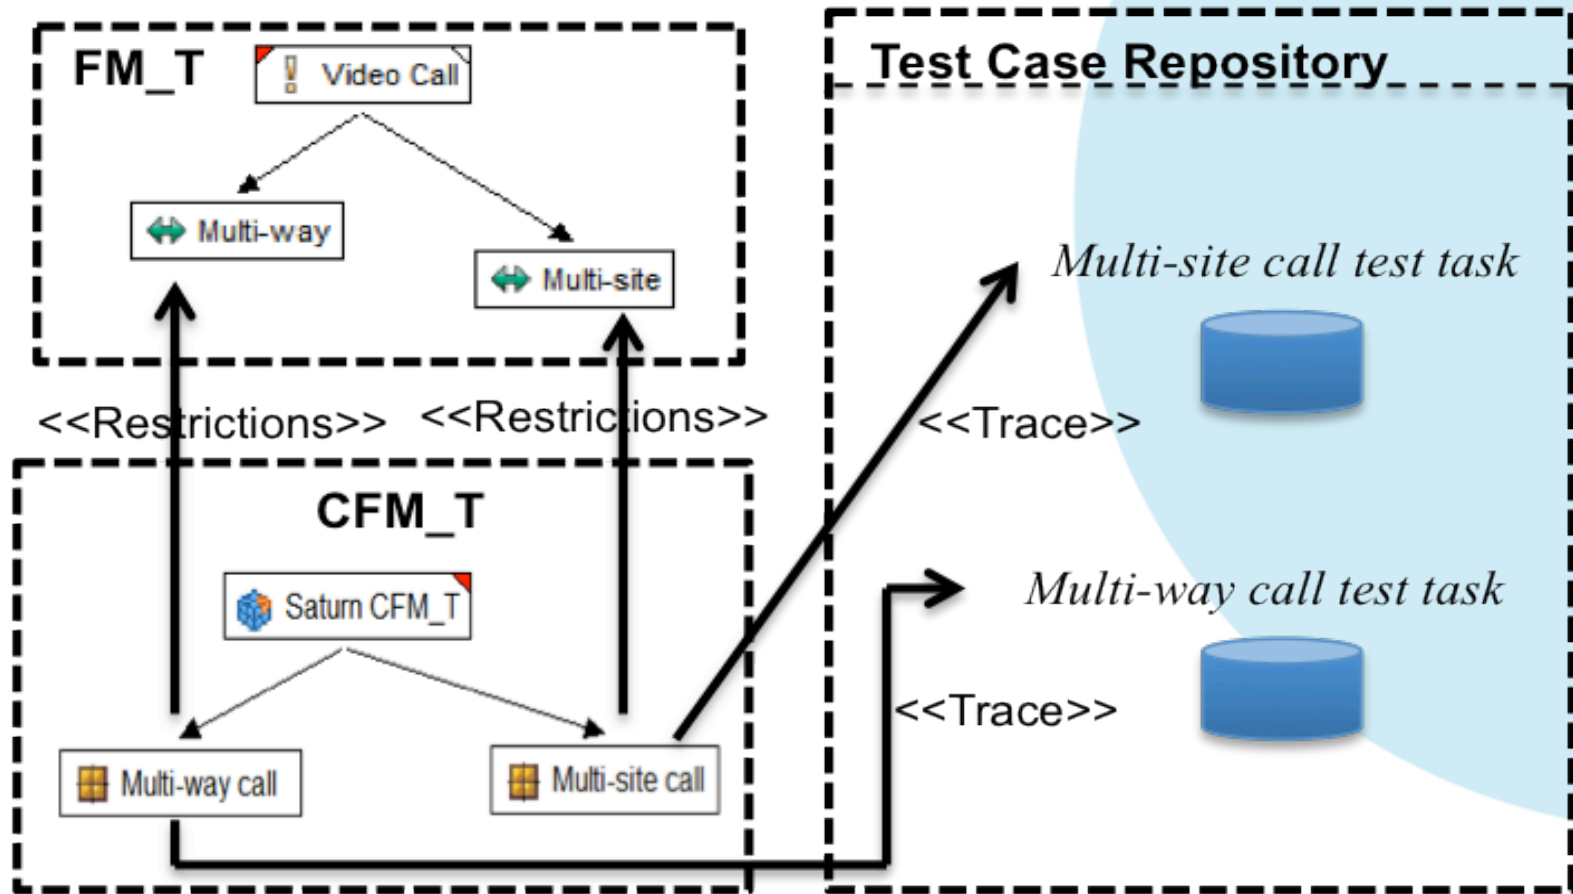 FM_T
Video Call
Multi-way
Multi-site
<<Restrictions>>
<<Restrictions>>
CFM_T
Saturn CFM_T
Multi-way call
Multi-site call
Test Case Repository
Multi-site call test task
<<Trace>>
Multi-way call test task
<<Trace>>